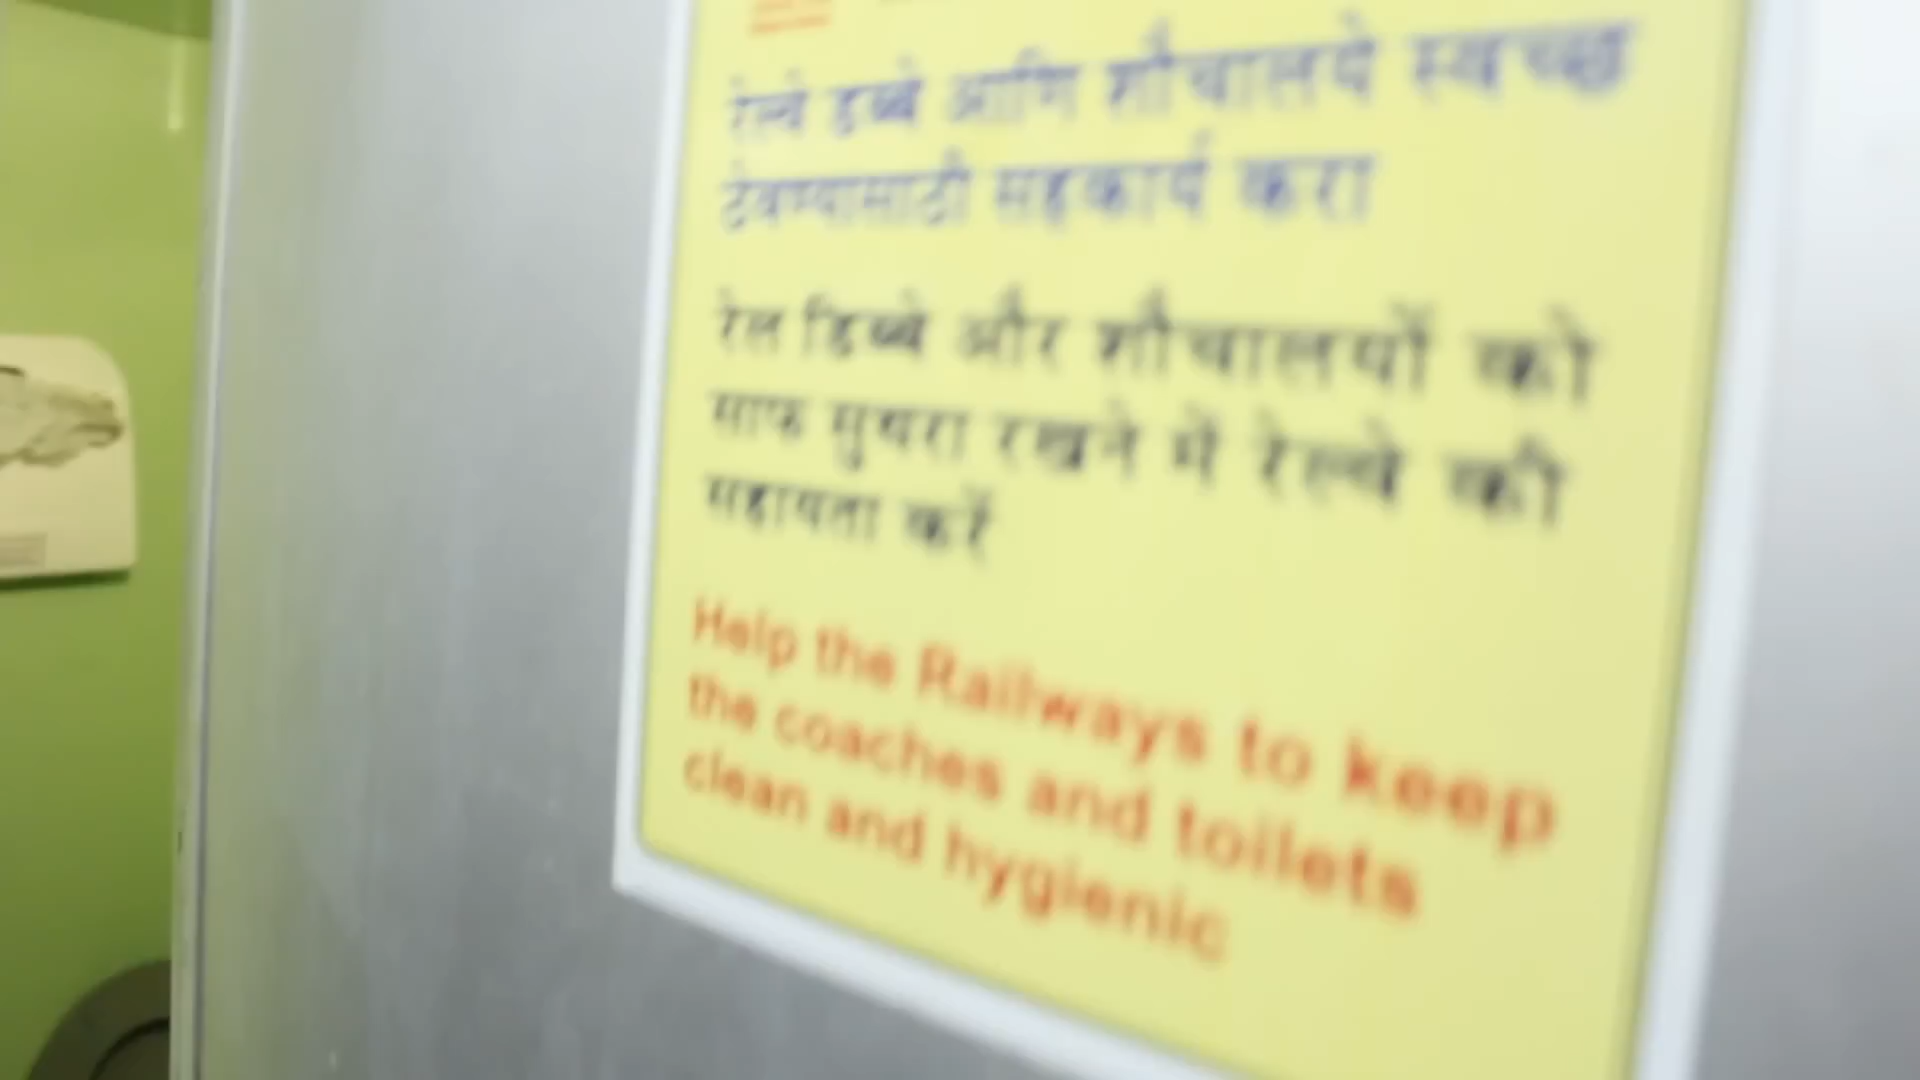 रेल्वे डब्बे आणि शौचालये स्वच्छ
ठेवण्यासाठी सहकार्य करा
रेल डिब्बे और शौचालयों को
साफ सुथरा रखने में रेल्वे की
सहायता करें
Help the Railways to keep
the coaches and toilets
clean and hygienic